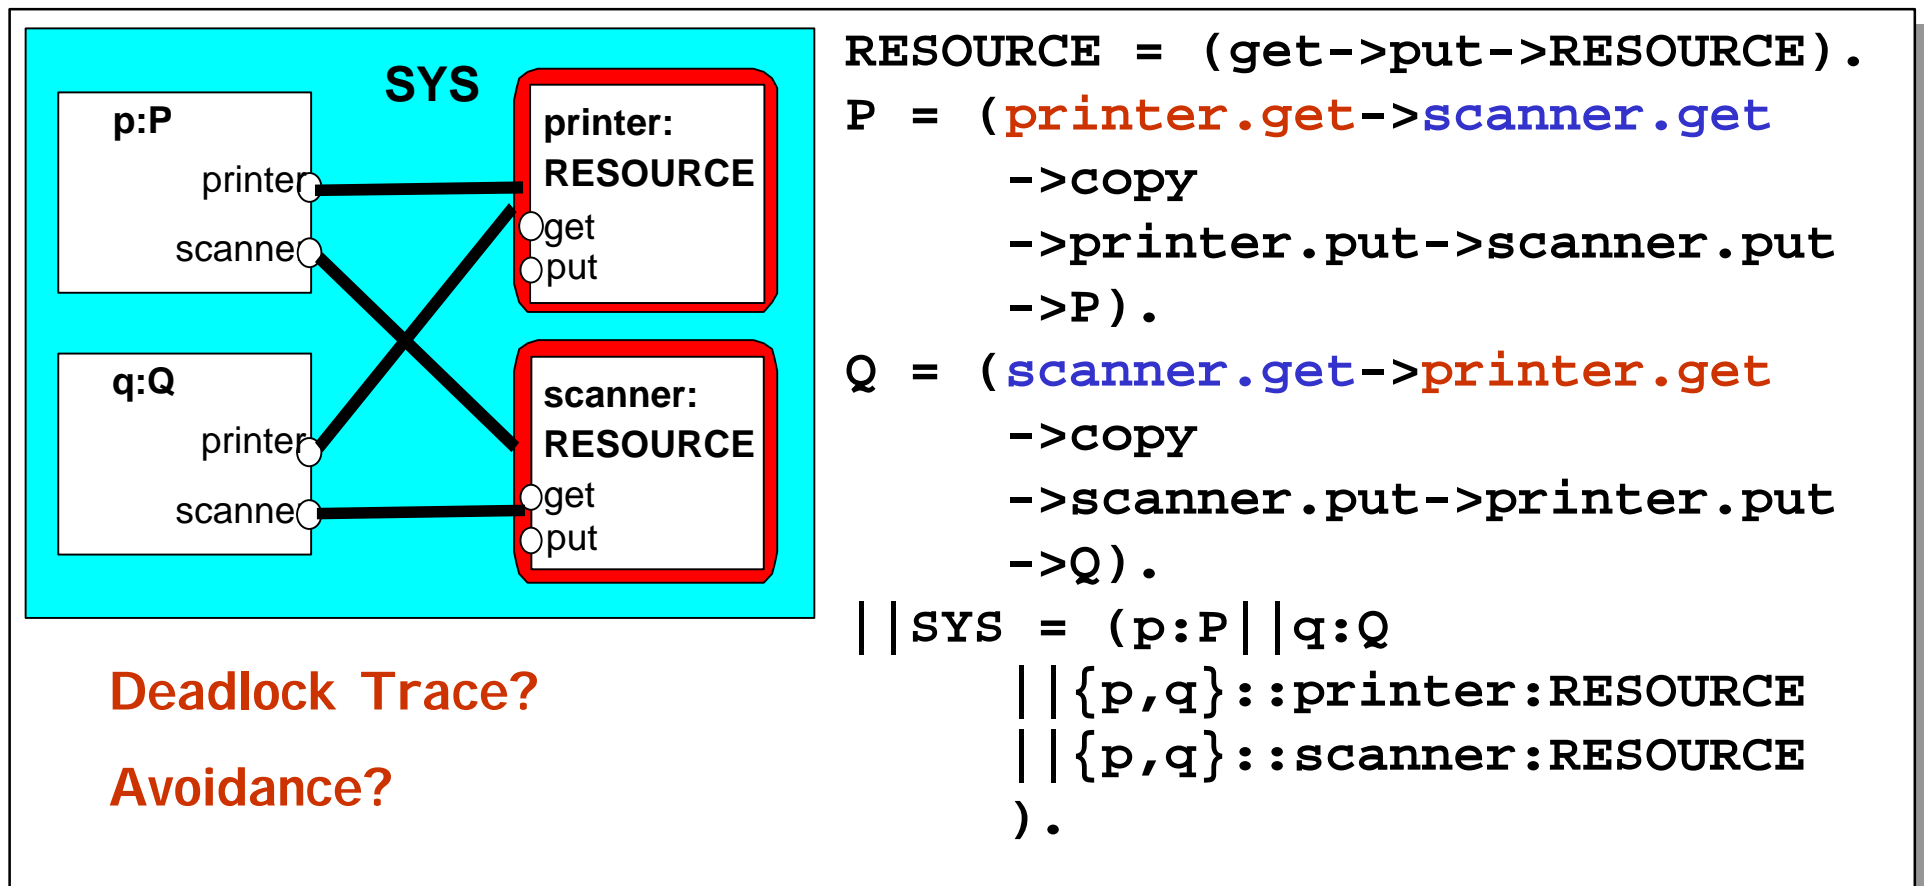 SYS
p:P
printer
scanner
q:Q
printer
scanner
printer:
RESOURCE
get
put
scanner:
RESOURCE
get
put
Deadlock Trace?
Avoidance?
RESOURCE = (get->put->RESOURCE).
P = (printer.get->scanner.get
->copy
->printer.put->scanner.put
->P).
Q = (scanner.get->printer.get
->copy
->scanner.put->printer.put
->Q).
||SYS = (p:P||q:Q
||{p,q}::printer:RESOURCE
||{p,q}::scanner:RESOURCE
).